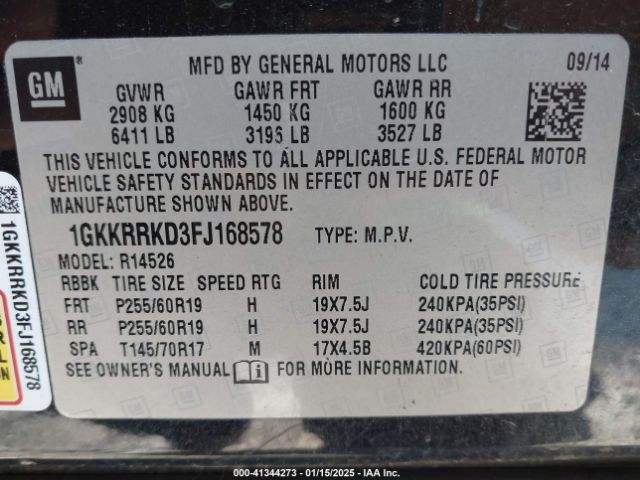 GM
MFD BY GENERAL MOTORS LLC 09/14
GVWR GAWR FRT GAWR RR
2908 KG 1450 KG 1600 KG
6411 LB 3196 LB 3527 LB
THIS VEHICLE CONFORMS TO ALL APPLICABLE U.S. FEDERAL MOTOR
VEHICLE SAFETY STANDARDS IN EFFECT ON THE DATE OF
MANUFACTURE SHOWN ABOVE.
1GKKRRKD3FJ168578 TYPE: M.P.V.
MODEL: R14526
RBBK TIRE SIZE SPEED RTG RIM COLD TIRE PRESSURE
FRT P255/60R19 H 19X7.5J 240KPA(35PSI)
RR P255/60R19 H 19X7.5J 240KPA(35PSI)
SPA T145/70R17 M 17X4.5B 420KPA(60PSI)
SEE OWNER'S MANUAL FOR MORE INFORMATION.
1GKKRRKD3FJ168578
000-41344273 - 01/15/2025 - IAA Inc.